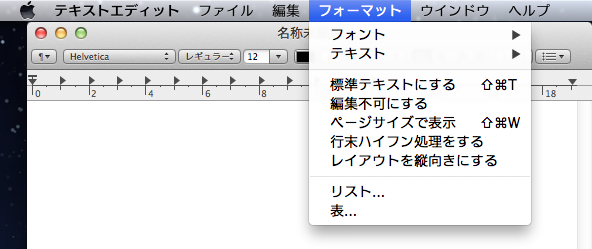 テキストエディット ファイル 編集 フォーマット ウインドウ ヘルプ
名称未
Helvetica レギュラー 12
0 2 4 6 8 18
フォント
テキスト
標準テキストにする ⇧⌘T
編集不可にする
ページサイズで表示 ⇧⌘W
行末ハイフン処理をする
レイアウトを縦向きにする
リスト...
表...